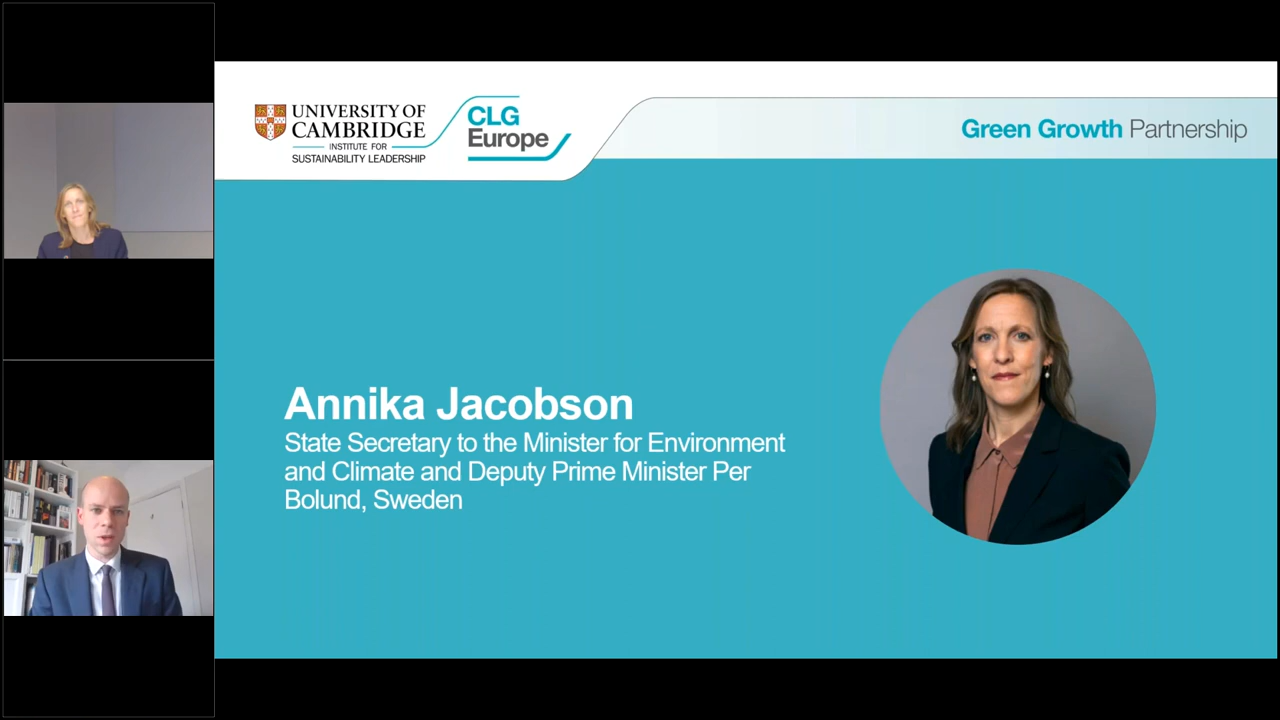 UNIVERSITY OF
CAMBRIDGE
INSTITUTE FOR
SUSTAINABILITY LEADERSHIP
CLG
Europe
Green Growth Partnership
Annika Jacobson
State Secretary to the Minister for Environment
and Climate and Deputy Prime Minister Per
Bolund, Sweden